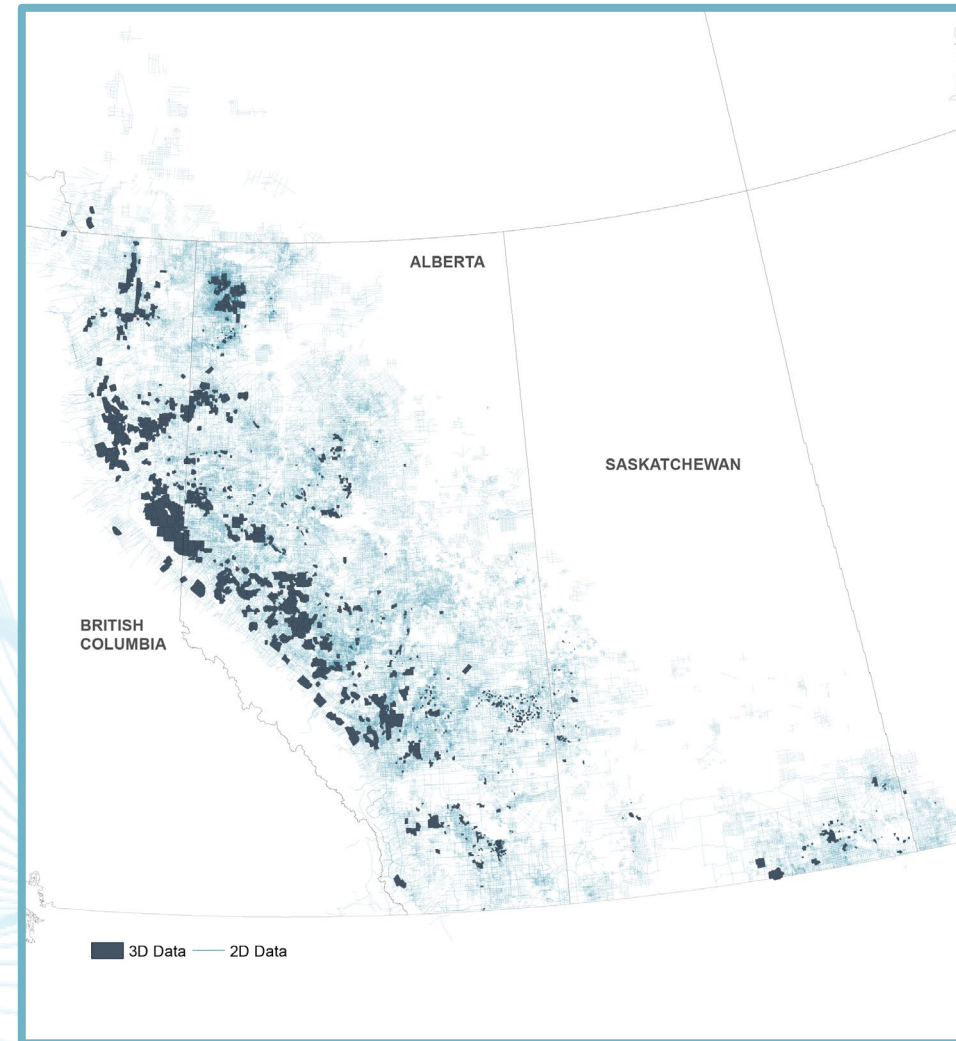 ALBERTA
SASKATCHEWAN
BRITISH
COLUMBIA
3D Data
2D Data